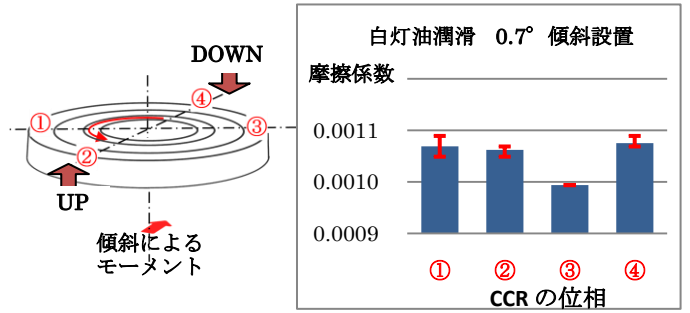 DOWN
①
④
③
②
UP
傾斜による
モーメント
白灯油潤滑 0.7°傾斜設置
摩擦係数
0.0011
0.0010
0.0009
① ② ③ ④
CCR の位相